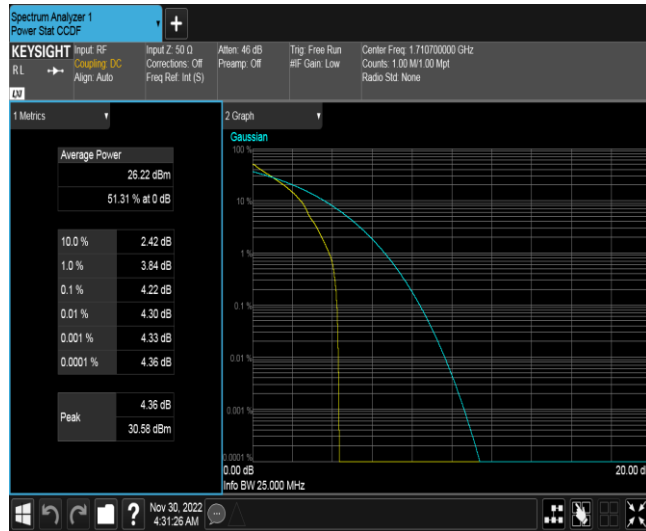 Spectrum Analyzer 1
Power Stat CCDF
+
KEYSIGHT
RL
LXI
Input: RF
Coupling: DC
Align: Auto
Input Z: 50 Ω
Corrections: Off
Freq Ref: Int (S)
Atten: 46 dB
Preamp: Off
Trig: Free Run
#IF Gain: Low
Center Freq: 1.710700000 GHz
Counts: 1.00 M/1.00 Mpt
Radio Std: None
1 Metrics
Average Power
26.22 dBm
51.31 % at 0 dB
10.0 % 2.42 dB
1.0 % 3.84 dB
0.1 % 4.22 dB
0.01 % 4.30 dB
0.001 % 4.33 dB
0.0001 % 4.36 dB
Peak
4.36 dB
30.58 dBm
2 Graph
Gaussian
100 %
10 %
1 %
0.1 %
0.01 %
0.001 %
0.0001 %
0.00 dB
20.00 d
Info BW 25.000 MHz
?
Nov 30, 2022
4:31:26 AM